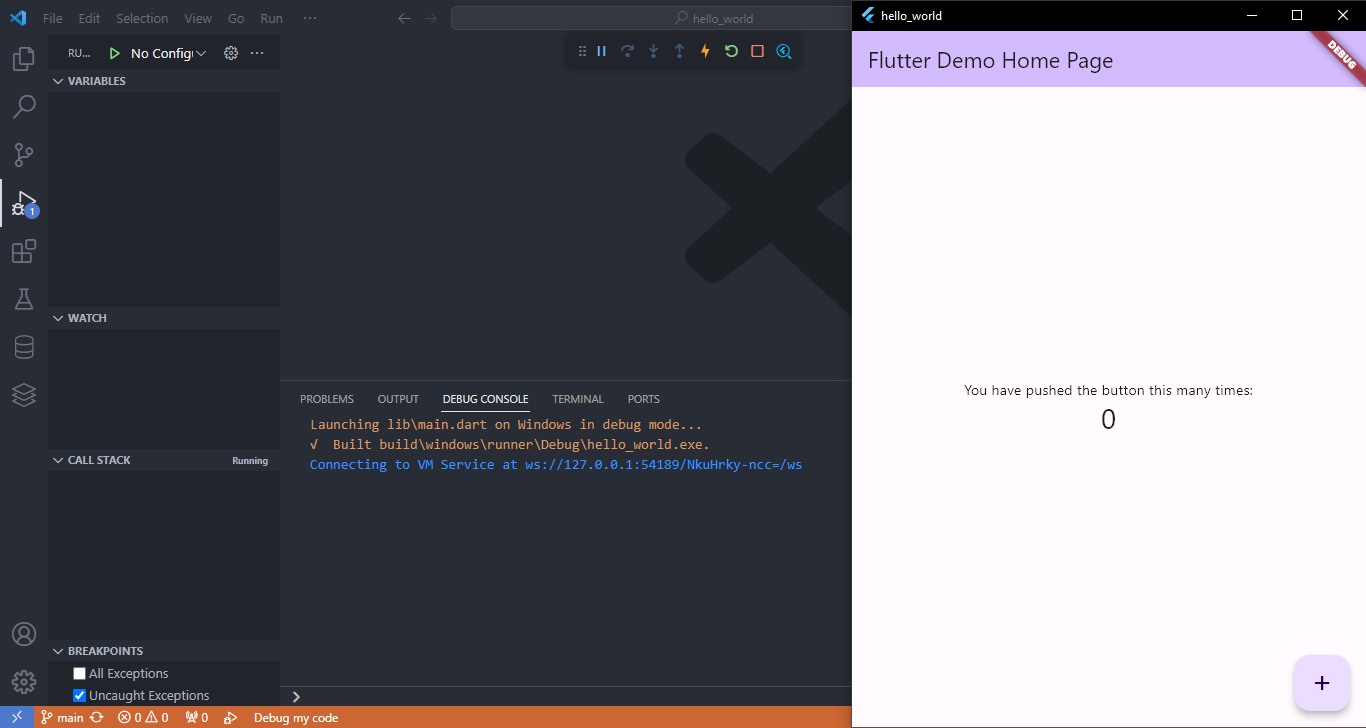 File Edit Selection View Go Run ···
hello_world
hello_world
RU... No Config
VARIABLES
Flutter Demo Home Page
DEBUG
1
WATCH
You have pushed the button this many times:
0
PROBLEMS OUTPUT DEBUG CONSOLE TERMINAL PORTS
Launching lib\main.dart on Windows in debug mode...
√ Built build\windows\runner\Debug\hello_world.exe.
Connecting to VM Service at ws://127.0.0.1:54189/NkuHrky-ncc=/ws
CALL STACK Running
BREAKPOINTS
All Exceptions
Uncaught Exceptions
main 0 0 0 Debug my code